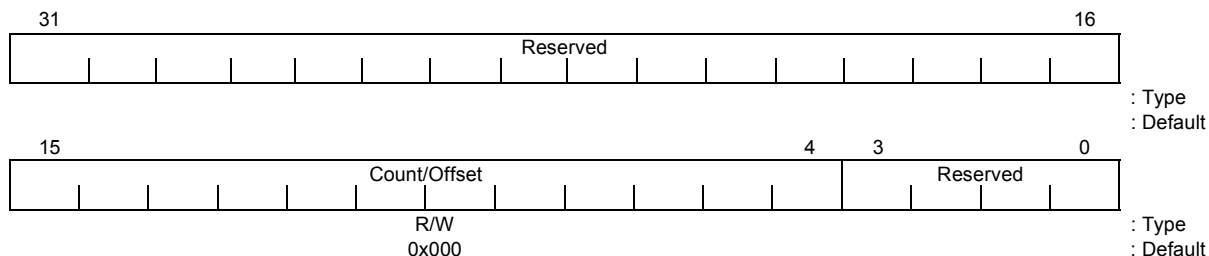 31 16
Reserved
: Type
: Default
15 4 3 0
Count/Offset Reserved
R/W : Type
0x000 : Default